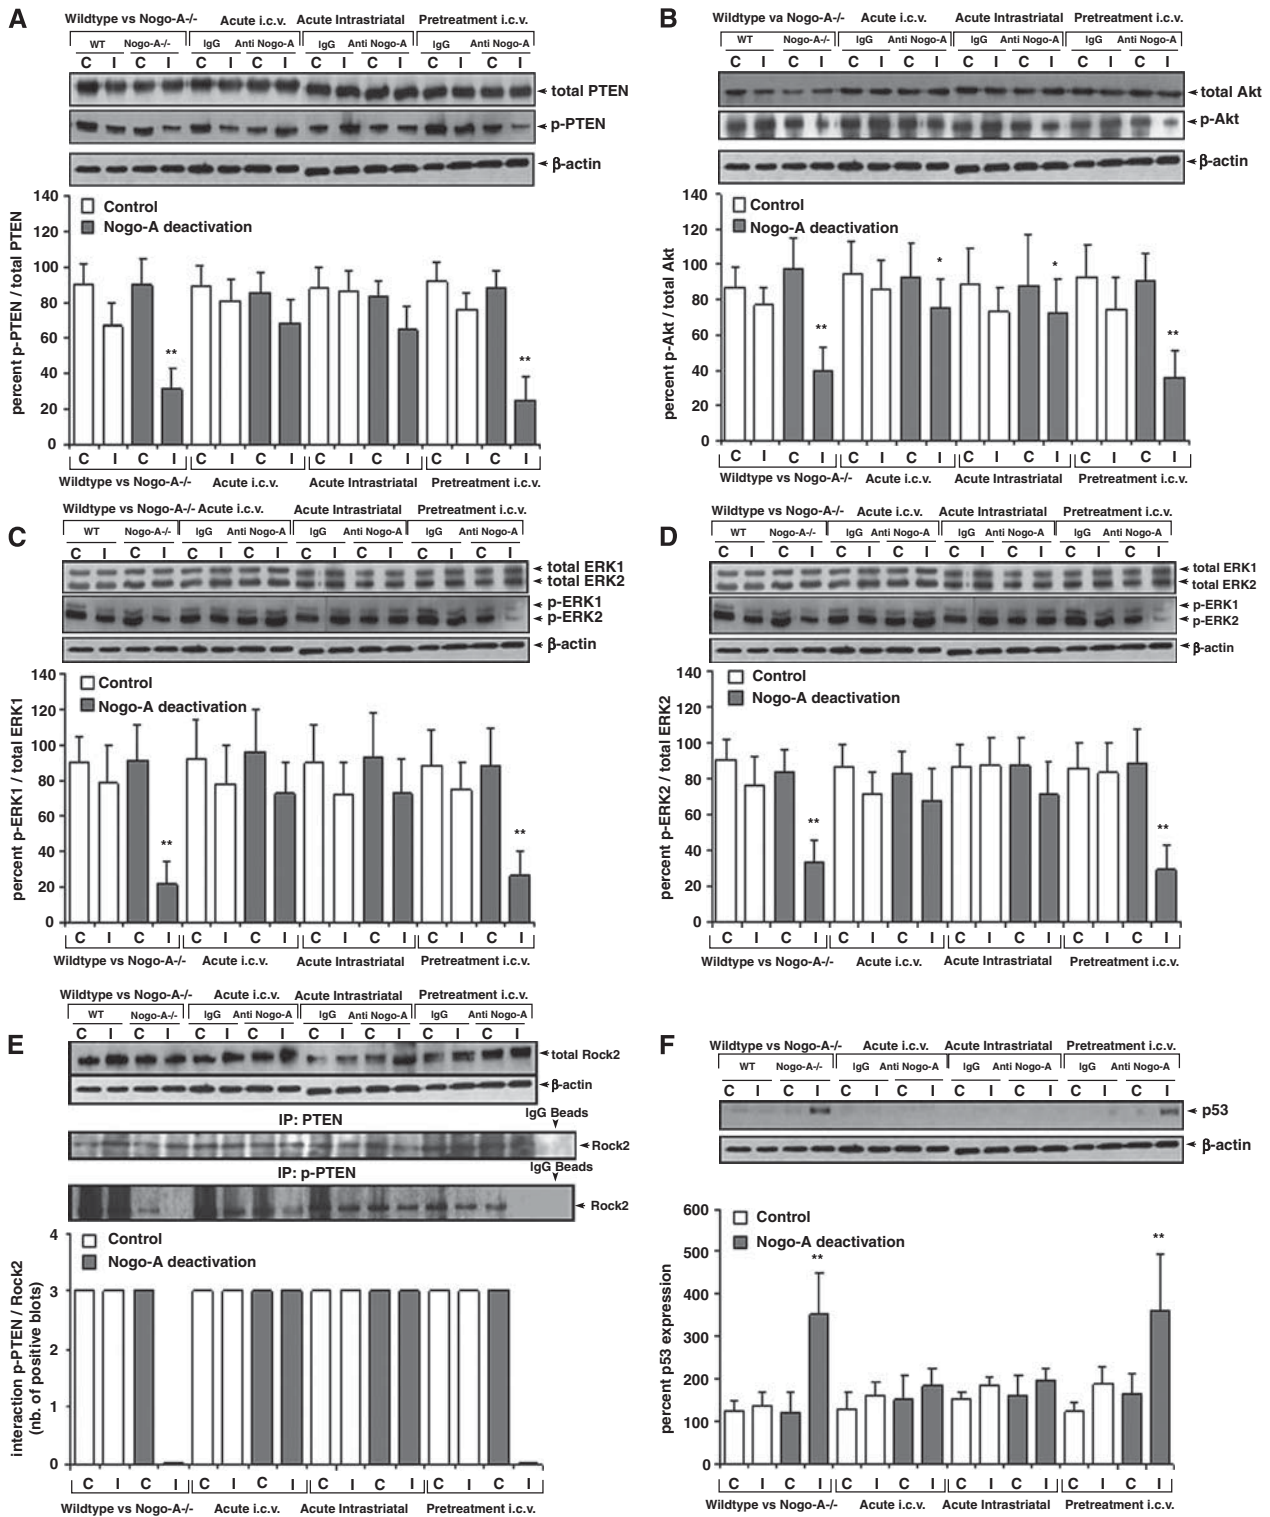 A
Wildtype vs Nogo-A-/- Acute i.c.v. Acute Intrastriatal Pretreatment i.c.v.
WT Nogo-A-/- IgG Anti Nogo-A IgG Anti Nogo-A IgG Anti Nogo-A
C I C I C I C I C I C I C I C I
total PTEN
p-PTEN
β-actin
percent p-PTEN / total PTEN
140
120
100
80
60
40
20
0
Control
Nogo-A deactivation
**
**
C I C I C I C I C I C I C I C I
Wildtype vs Nogo-A-/- Acute i.c.v. Acute Intrastriatal Pretreatment i.c.v.
B
Wildtype va Nogo-A-/- Acute i.c.v. Acute Intrastriatal Pretreatment i.c.v.
WT Nogo-A-/- IgG Anti Nogo-A IgG Anti Nogo-A IgG Anti Nogo-A
C I C I C I C I C I C I C I C I
total Akt
p-Akt
β-actin
percent p-Akt / total Akt
140
120
100
80
60
40
20
0
Control
Nogo-A deactivation
**
*
*
**
C I C I C I C I C I C I C I C I
Wildtype vs Nogo-A-/- Acute i.c.v. Acute Intrastriatal Pretreatment i.c.v.
C
Wildtype vs Nogo-A-/- Acute i.c.v. Acute Intrastriatal Pretreatment i.c.v.
WT Nogo-A-/- IgG Anti Nogo-A IgG Anti Nogo-A IgG Anti Nogo-A
C I C I C I C I C I C I C I C I
total ERK1
total ERK2
p-ERK1
p-ERK2
β-actin
percent p-ERK1 / total ERK1
140
120
100
80
60
40
20
0
Control
Nogo-A deactivation
**
**
C I C I C I C I C I C I C I C I
Wildtype vs Nogo-A-/- Acute i.c.v. Acute Intrastriatal Pretreatment i.c.v.
D
Wildtype vs Nogo-A-/- Acute i.c.v. Acute Intrastriatal Pretreatment i.c.v.
WT Nogo-A-/- IgG Anti Nogo-A IgG Anti Nogo-A IgG Anti Nogo-A
C I C I C I C I C I C I C I C I
total ERK1
total ERK2
p-ERK1
p-ERK2
β-actin
percent p-ERK2 / total ERK2
140
120
100
80
60
40
20
0
Control
Nogo-A deactivation
**
**
C I C I C I C I C I C I C I C I
Wildtype vs Nogo-A-/- Acute i.c.v. Acute Intrastriatal Pretreatment i.c.v.
E
Wildtype vs Nogo-A-/- Acute i.c.v. Acute Intrastriatal Pretreatment i.c.v.
WT Nogo-A-/- IgG Anti Nogo-A IgG Anti Nogo-A IgG Anti Nogo-A
C I C I C I C I C I C I C I C I
total Rock2
β-actin
IP: PTEN
IgG Beads
Rock2
IP: p-PTEN
IgG Beads
Rock2
interaction p-PTEN / Rock2
(nb. of positive blots)
4
3
2
1
0
Control
Nogo-A deactivation
C I C I C I C I C I C I C I C I
Wildtype vs Nogo-A-/- Acute i.c.v. Acute Intrastriatal Pretreatment i.c.v.
F
Wildtype vs Nogo-A-/- Acute i.c.v. Acute Intrastriatal Pretreatment i.c.v.
WT Nogo-A-/- IgG Anti Nogo-A IgG Anti Nogo-A IgG Anti Nogo-A
C I C I C I C I C I C I C I C I
p53
β-actin
percent p53 expression
600
500
400
300
200
100
0
Control
Nogo-A deactivation
**
**
C I C I C I C I C I C I C I C I
Wildtype vs Nogo-A-/- Acute i.c.v. Acute Intrastriatal Pretreatment i.c.v.